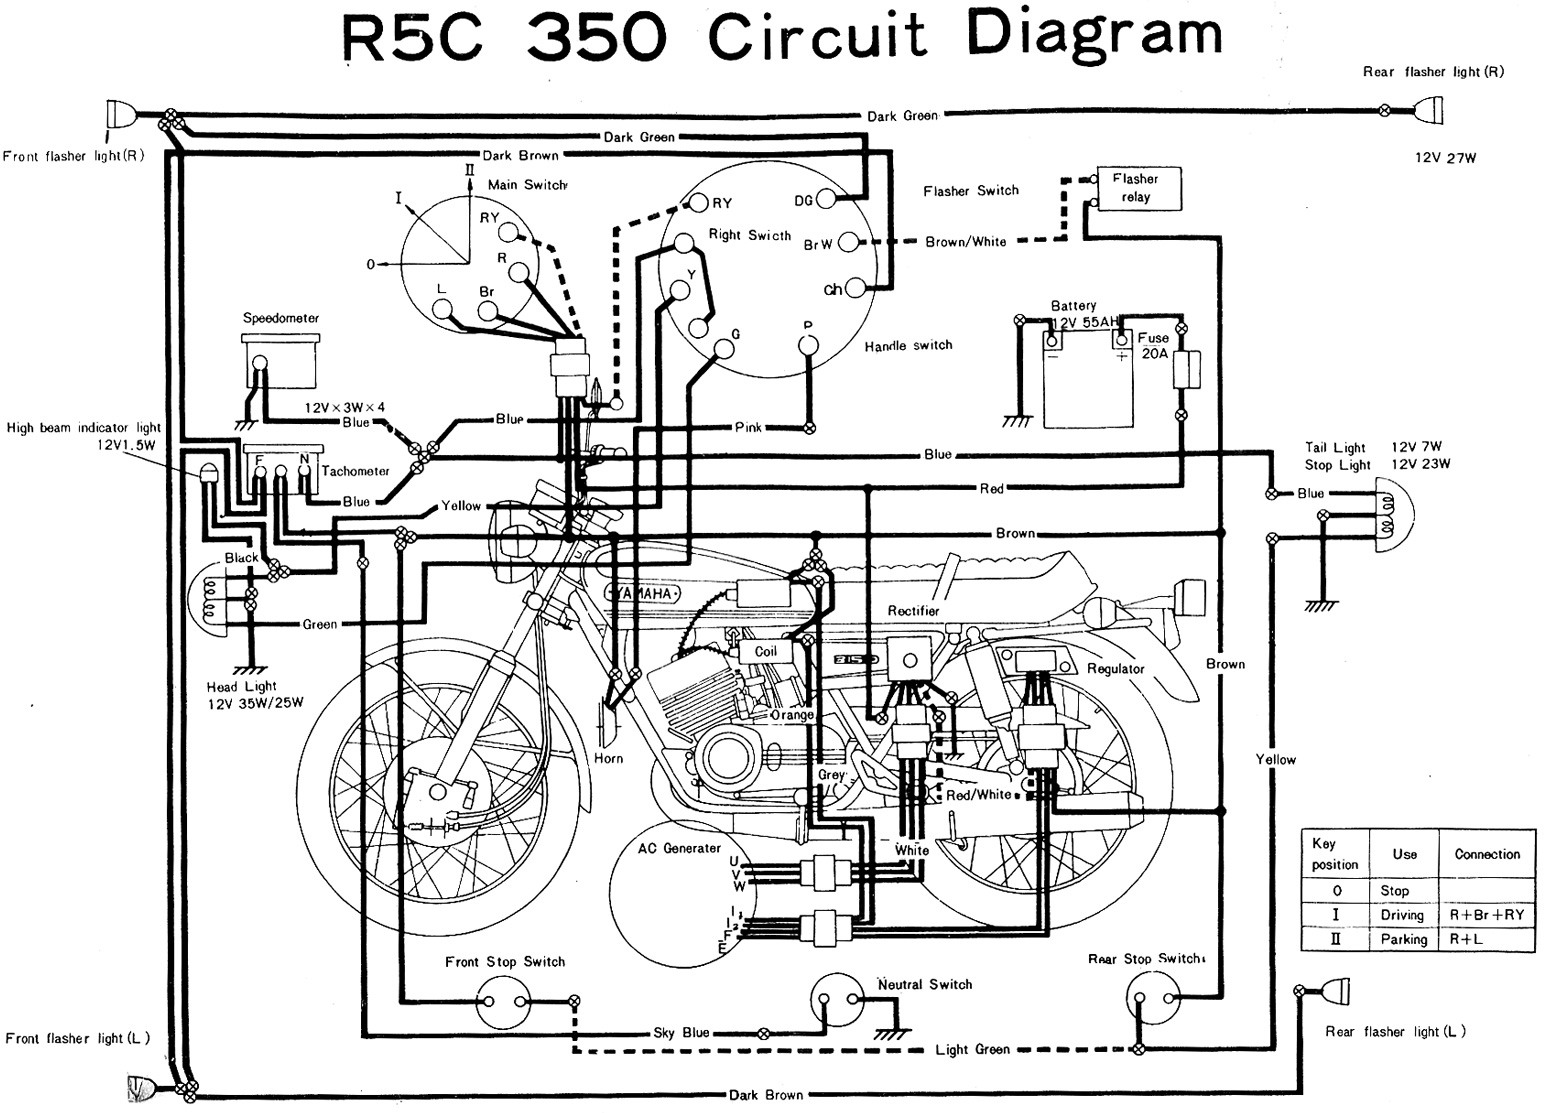 R5C 350 Circuit Diagram
Rear flasher light (R)
12V 27W
Dark Green
Front flasher light (R)
Dark Green
Dark Brown
Main Switch
II
I
O
RY
R
L
Br
RY
DG
Right Swicth
BrW
Y
Ch
G
P
Flasher Switch
Flasher
relay
Brown/White
Handle switch
Battery
12V 55AH
−
+
Fuse
20A
Speedometer
12V×3W×4
Blue
Blue
High beam indicator light
12V1.5W
F
N
Tachometer
Blue
Pink
Blue
Red
Tail Light 12V 7W
Stop Light 12V 23W
Blue
Yellow
Brown
Black
Green
Head Light
12V 35W/25W
YAMAHA
Coil
350
Rectifier
Regulator
Brown
Orange
Horn
Grey
Red/White
White
Yellow
AC Generater
U
V
W
I1
I2
F
E
Key position Use Connection
O Stop
I Driving R+Br+RY
II Parking R+L
Front Stop Switch
Neutral Switch
Rear Stop Switch
Sky Blue
Light Green
Front flasher light (L)
Rear flasher light (L)
Dark Brown